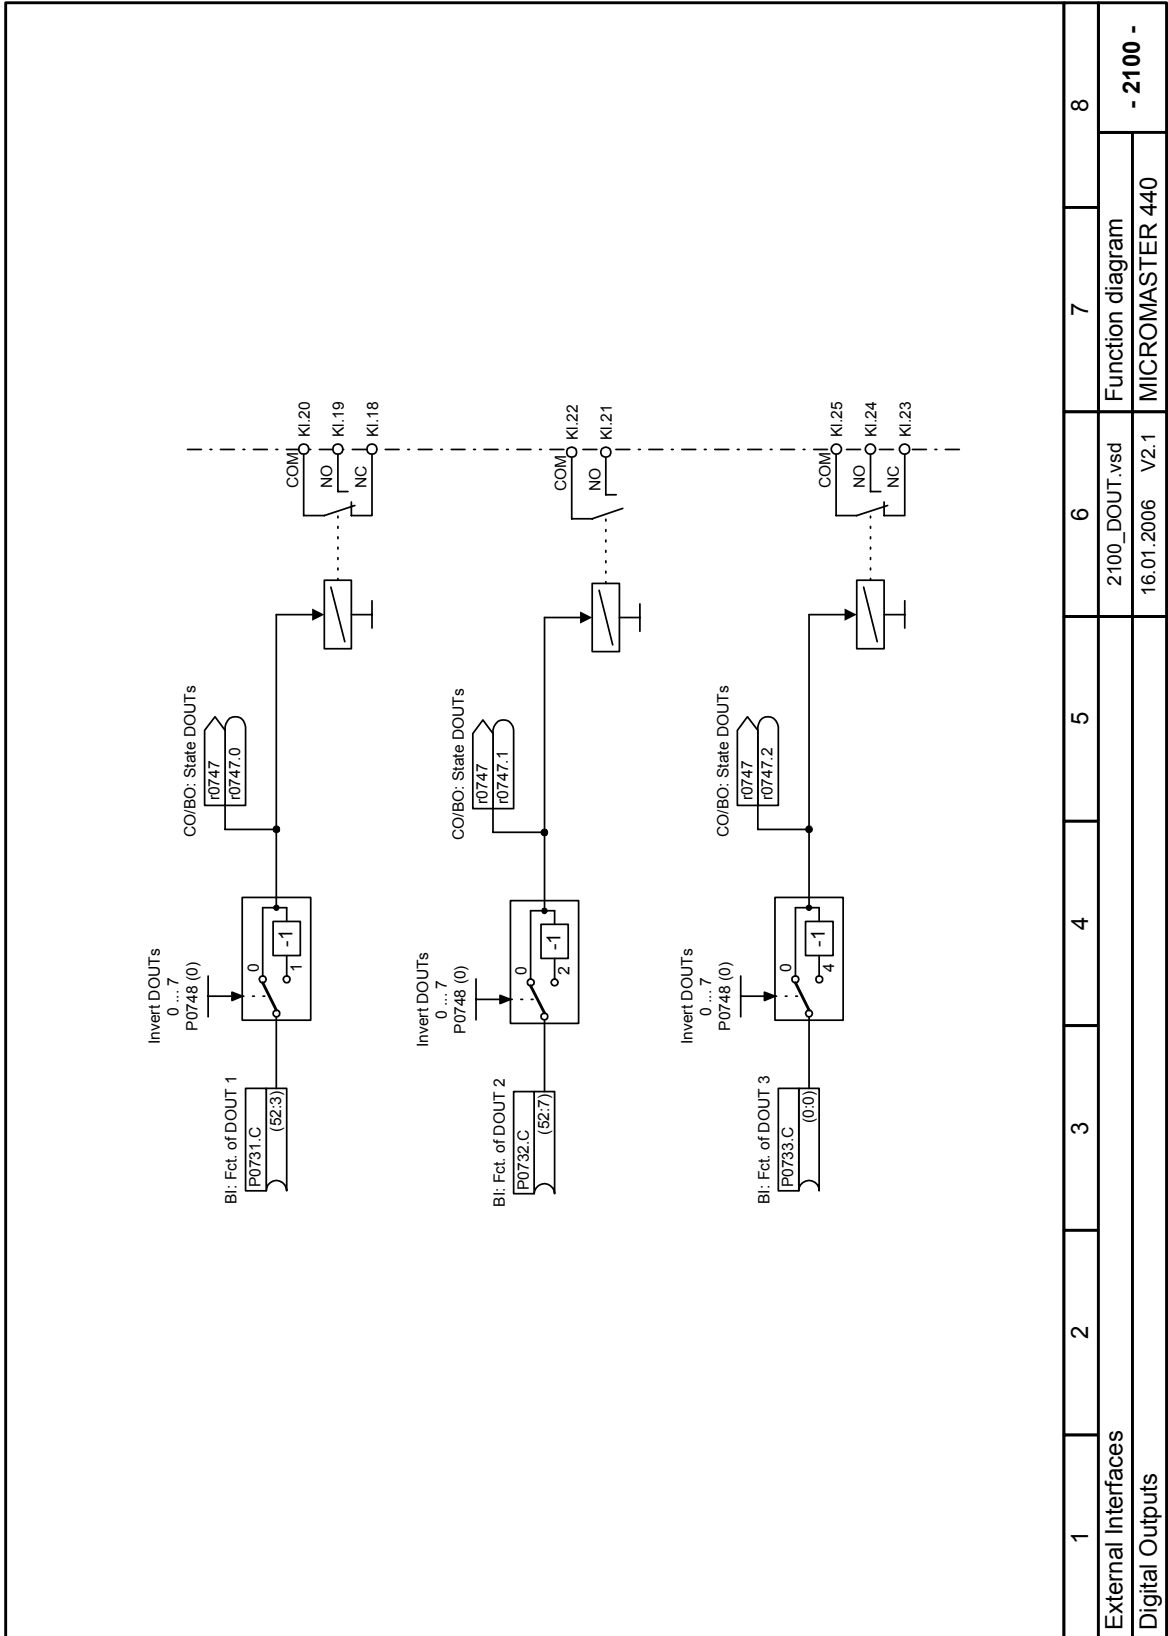 BI: Fct. of DOUT 1
P0731.C
(52:3)
Invert DOUTs
0 ... 7
P0748 (0)
0
1
-1
CO/BO: State DOUTs
r0747
r0747.0
COM
Kl.20
NO
Kl.19
NC
Kl.18
BI: Fct. of DOUT 2
P0732.C
(52:7)
Invert DOUTs
0 ... 7
P0748 (0)
0
2
-1
CO/BO: State DOUTs
r0747
r0747.1
COM
Kl.22
NO
Kl.21
BI: Fct. of DOUT 3
P0733.C
(0:0)
Invert DOUTs
0 ... 7
P0748 (0)
0
4
-1
CO/BO: State DOUTs
r0747
r0747.2
COM
Kl.25
NO
Kl.24
NC
Kl.23
1 2 3 4 5 6 7 8
External Interfaces 2100_DOUT.vsd Function diagram - 2100 -
Digital Outputs 16.01.2006 V2.1 MICROMASTER 440